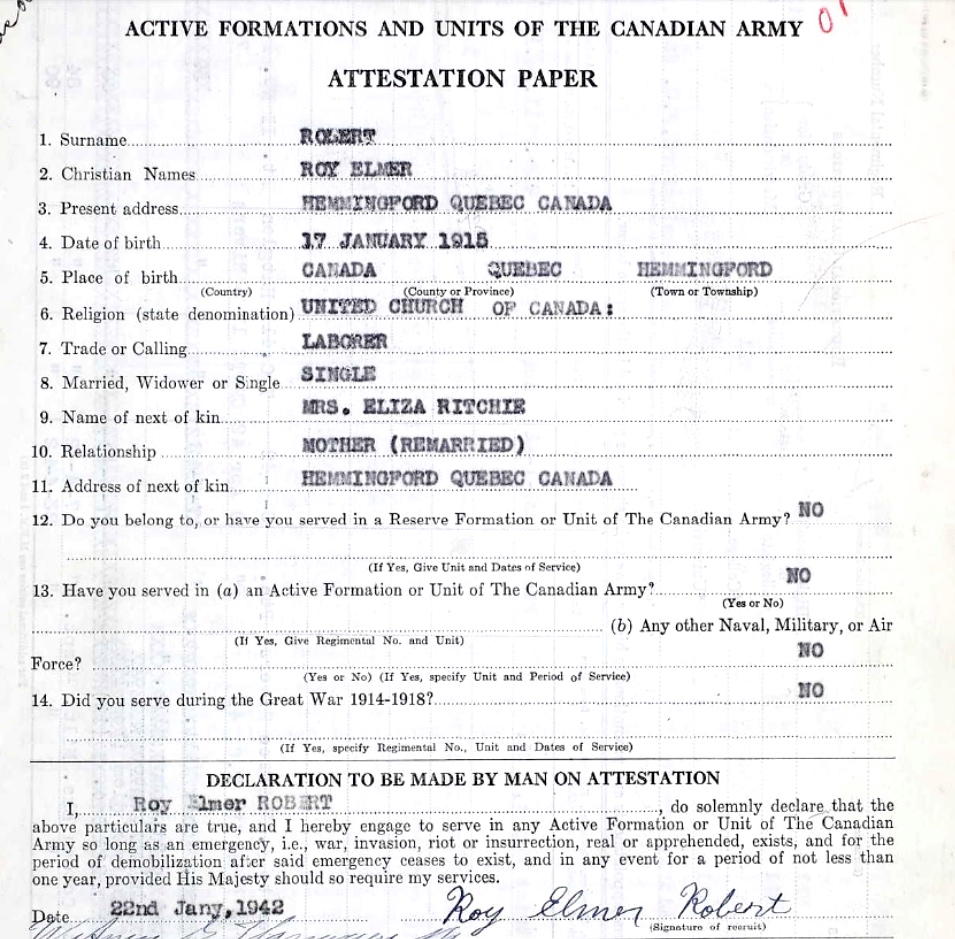 ACTIVE FORMATIONS AND UNITS OF THE CANADIAN ARMY
ATTESTATION PAPER
1. Surname ROBERT
2. Christian Names ROY ELMER
3. Present address HEMMINGFORD QUEBEC CANADA
4. Date of birth 17 JANUARY 1915
5. Place of birth CANADA QUEBEC HEMMINGFORD
(Country) (County or Province) (Town or Township)
6. Religion (state denomination) UNITED CHURCH OF CANADA:
7. Trade or Calling LABORER
8. Married, Widower or Single SINGLE
9. Name of next of kin MRS. ELIZA RITCHIE
10. Relationship MOTHER (REMARRIED)
11. Address of next of kin HEMMINGFORD QUEBEC CANADA
12. Do you belong to, or have you served in a Reserve Formation or Unit of The Canadian Army? NO
(If Yes, Give Unit and Dates of Service)
13. Have you served in (a) an Active Formation or Unit of The Canadian Army? NO
(Yes or No)
(b) Any other Naval, Military, or Air
(If Yes, Give Regimental No. and Unit)
Force? NO
(Yes or No) (If Yes, specify Unit and Period of Service)
14. Did you serve during the Great War 1914-1918? NO
(If Yes, specify Regimental No., Unit and Dates of Service)
DECLARATION TO BE MADE BY MAN ON ATTESTATION
I, Roy Elmer ROBERT, do solemnly declare that the
above particulars are true, and I hereby engage to serve in any Active Formation or Unit of The Canadian
Army so long as an emergency, i.e., war, invasion, riot or insurrection, real or apprehended, exists, and for the
period of demobilization after said emergency ceases to exist, and in any event for a period of not less than
one year, provided His Majesty should so require my services.
Date 22nd Jany, 1942 Roy Elmer Robert
(Signature of recruit)